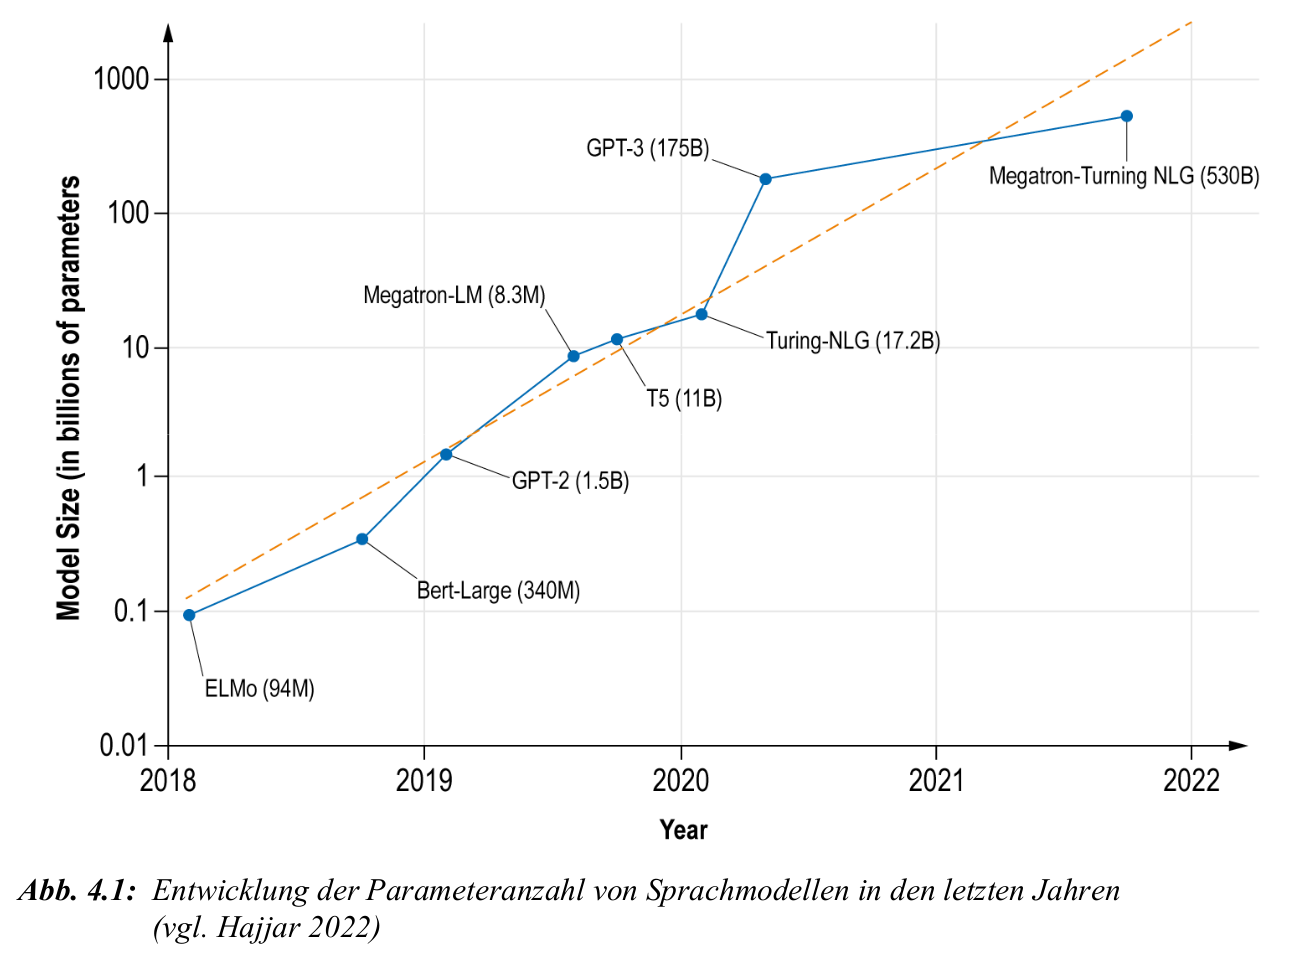 1000
GPT-3 (175B)
Megatron-Turning NLG (530B)
100
Megatron-LM (8.3M)
10
Turing-NLG (17.2B)
T5 (11B)
1
GPT-2 (1.5B)
Bert-Large (340M)
0.1
ELMo (94M)
0.01
Model Size (in billions of parameters
2018 2019 2020 2021 2022
Year
Abb. 4.1: Entwicklung der Parameteranzahl von Sprachmodellen in den letzten Jahren
(vgl. Hajjar 2022)